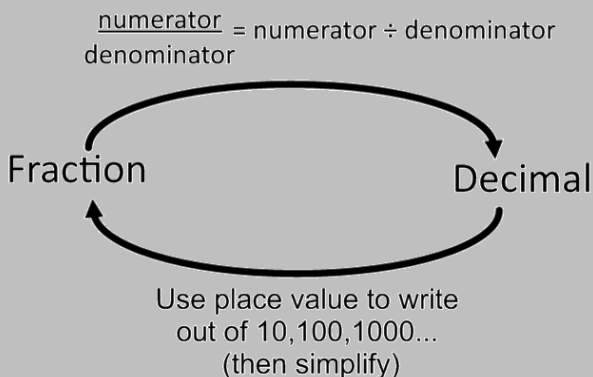 numerator
denominator = numerator ÷ denominator
Fraction
Decimal
Use place value to write
out of 10,100,1000...
(then simplify)